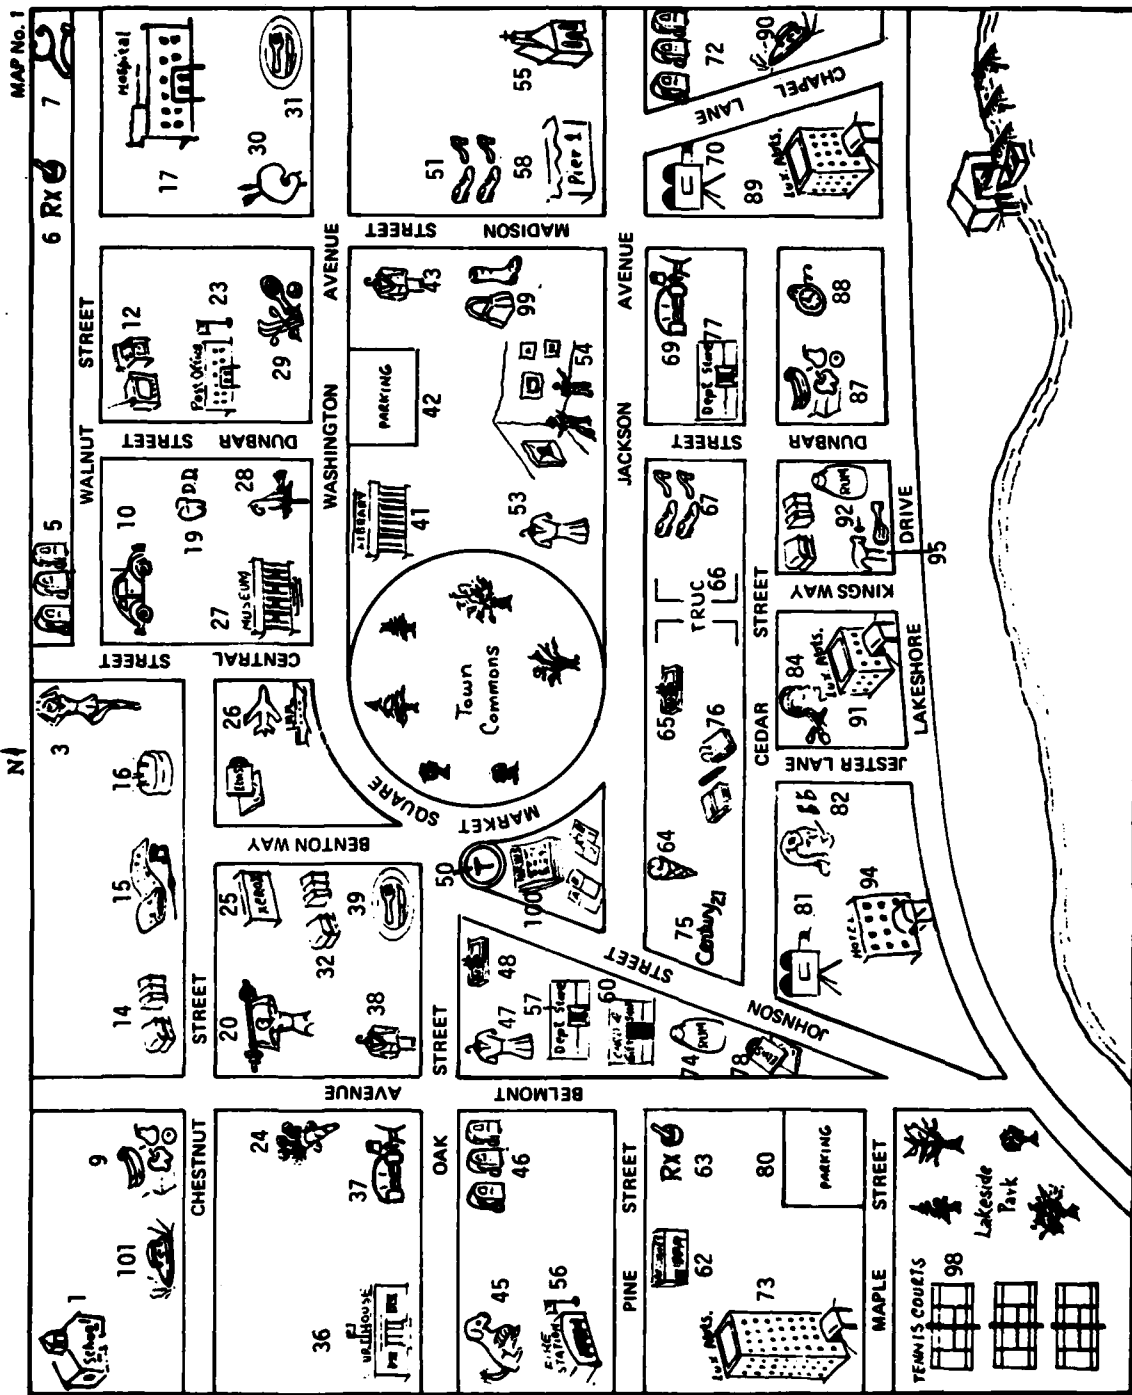 MAP No. 1
N
1
School
101
9
14
15
16
3
5
6
RX
7
CHESTNUT
STREET
STREET
WALNUT
STREET
10
12
17
Hospital
36
24
20
25
XEROX
26
27
MUSEUM
19
D.D.
28
CENTRAL
STREET
DUNBAR
Post Office
23
29
30
31
37
38
32
39
BENTON WAY
AVENUE
BELMONT
OAK
STREET
MARKET
SQUARE
WASHINGTON
AVENUE
45
FIRE
STATION
56
46
47
48
57
Dept Store
60
74
RUM
78
50
T
100
NEWS
Town
Commons
LIBRARY
41
PARKING
42
43
53
54
99
STREET
MADISON
51
58
Pier 1
55
PINE
STREET
JOHNSON
STREET
JACKSON
AVENUE
62
RX
63
80
PARKING
73
Lux. Apts.
75
Century 21
64
76
65
TRUC
66
67
CEDAR
STREET
STREET
DUNBAR
69
Dept Store
77
70
89
Lux. Apts.
72
90
CHAPEL
LANE
MAPLE
STREET
TENNIS COURTS
98
Lakeside
Park
81
82
94
HOTEL
JESTER LANE
84
91
Lux. Apts.
KINGS WAY
92
RUM
95
87
88
LAKESHORE
DRIVE